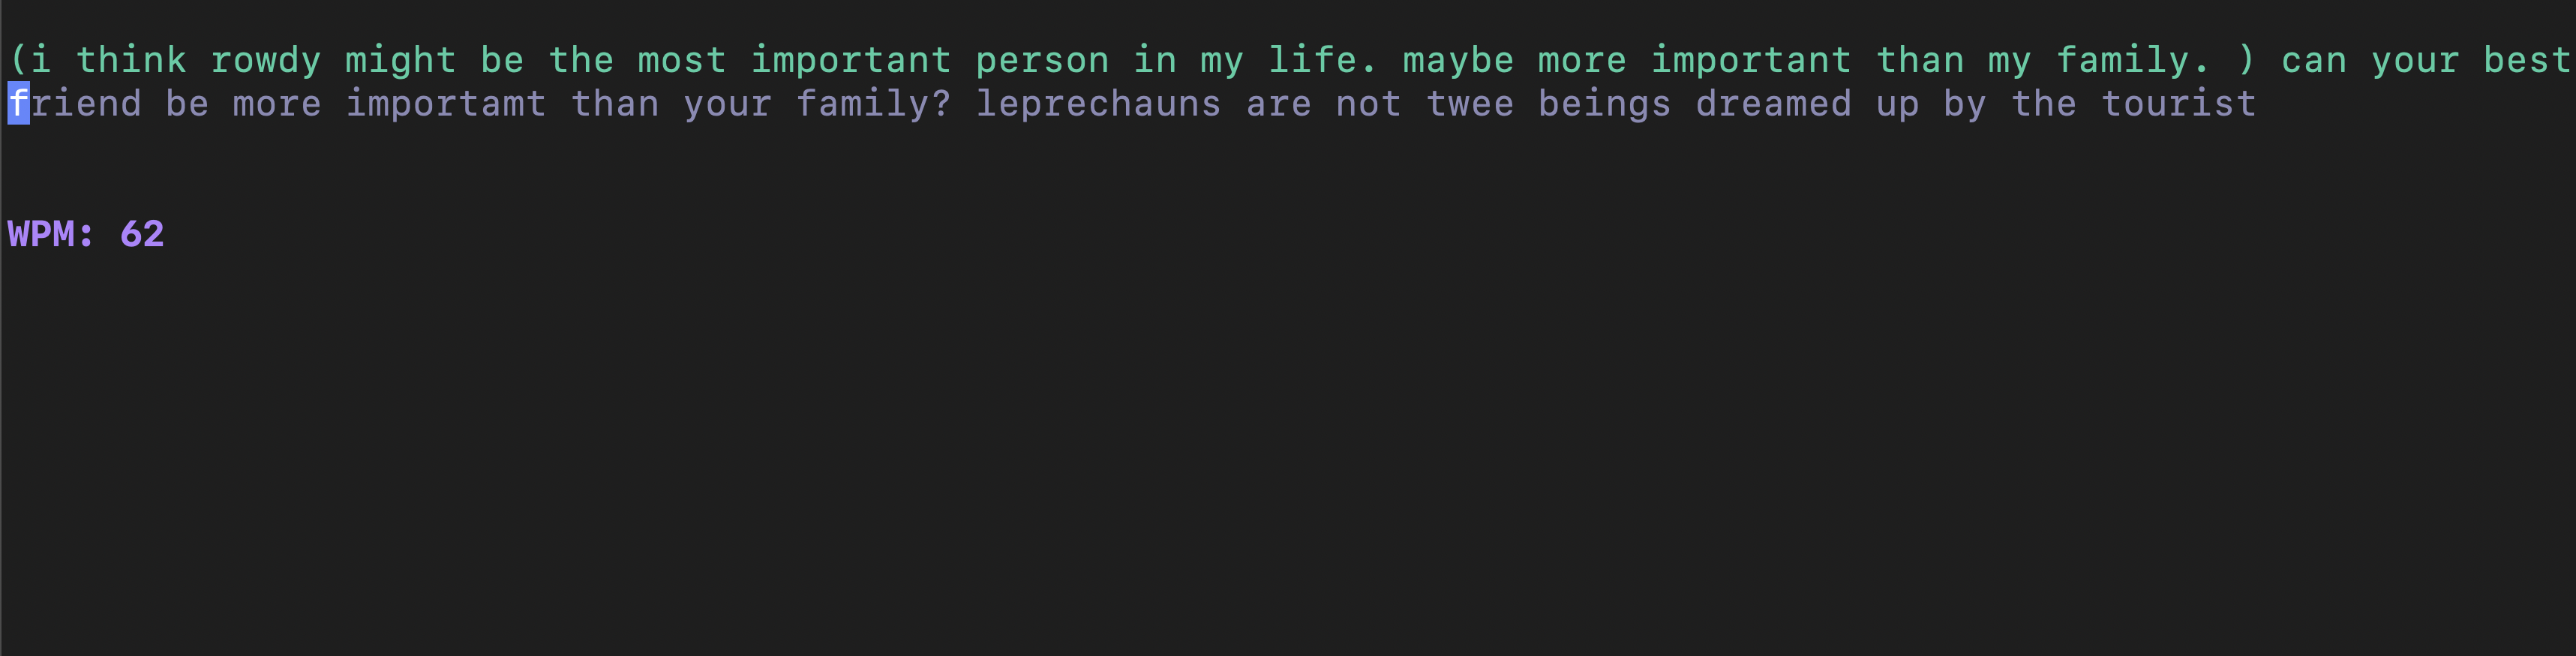 (i think rowdy might be the most important person in my life. maybe more important than my family. ) can your best
friend be more importamt than your family? leprechauns are not twee beings dreamed up by the tourist
WPM: 62